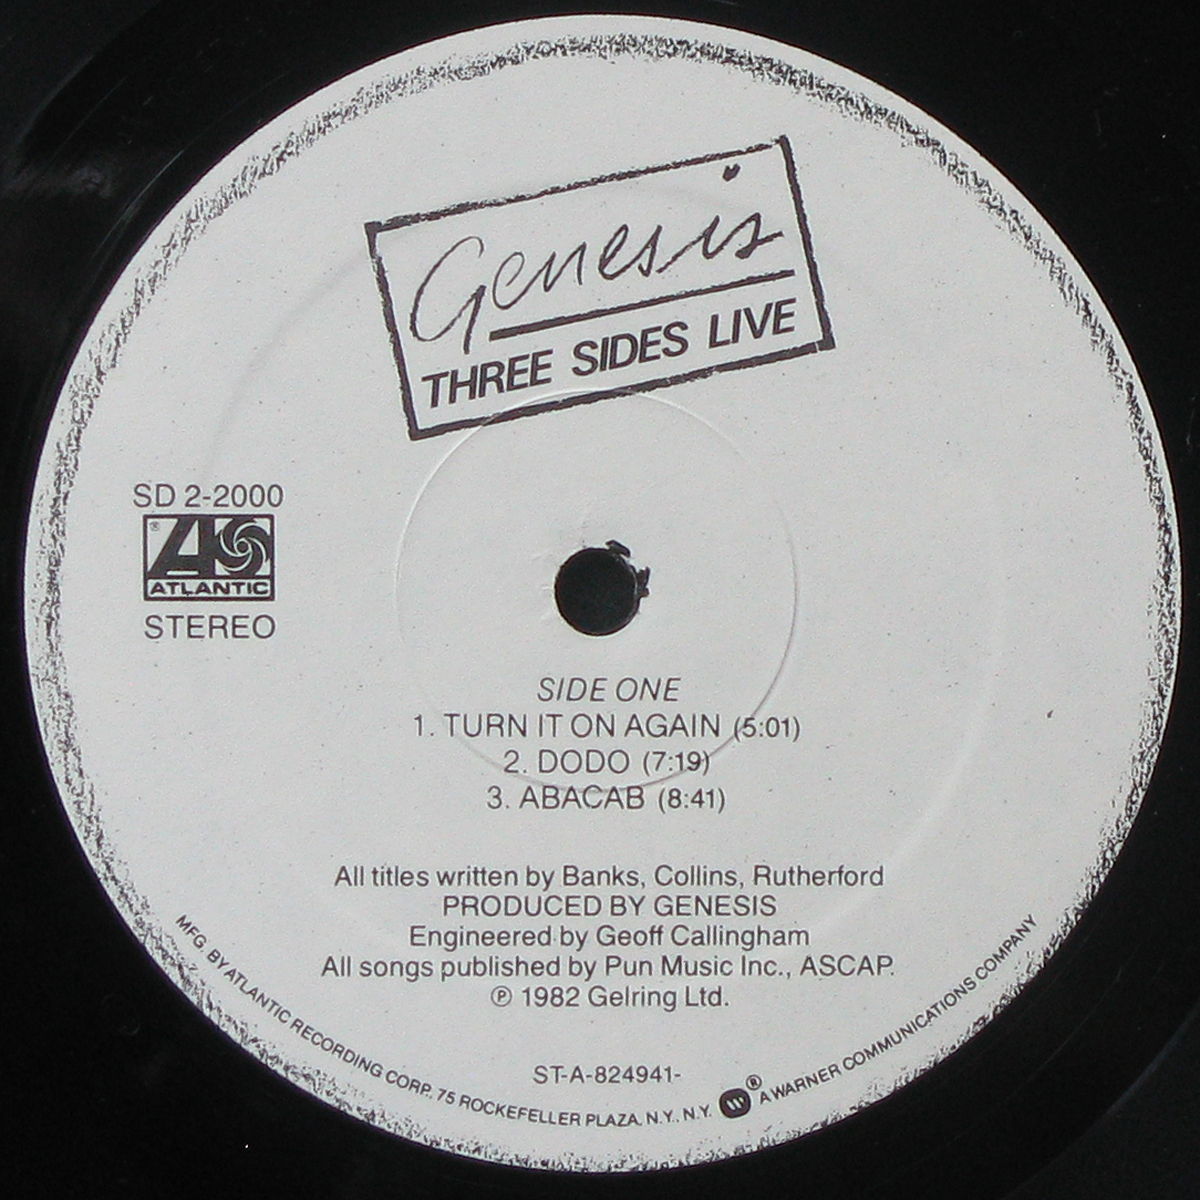 Genesis
THREE SIDES LIVE
SD 2-2000
®
ATLANTIC
STEREO
SIDE ONE
1. TURN IT ON AGAIN (5:01)
2. DODO (7:19)
3. ABACAB (8:41)
All titles written by Banks, Collins, Rutherford
PRODUCED BY GENESIS
Engineered by Geoff Callingham
All songs published by Pun Music Inc., ASCAP.
℗ 1982 Gelring Ltd.
ST-A-824941-
MFG. BY ATLANTIC RECORDING CORP. 75 ROCKEFELLER PLAZA, N.Y., N.Y. ® A WARNER COMMUNICATIONS COMPANY